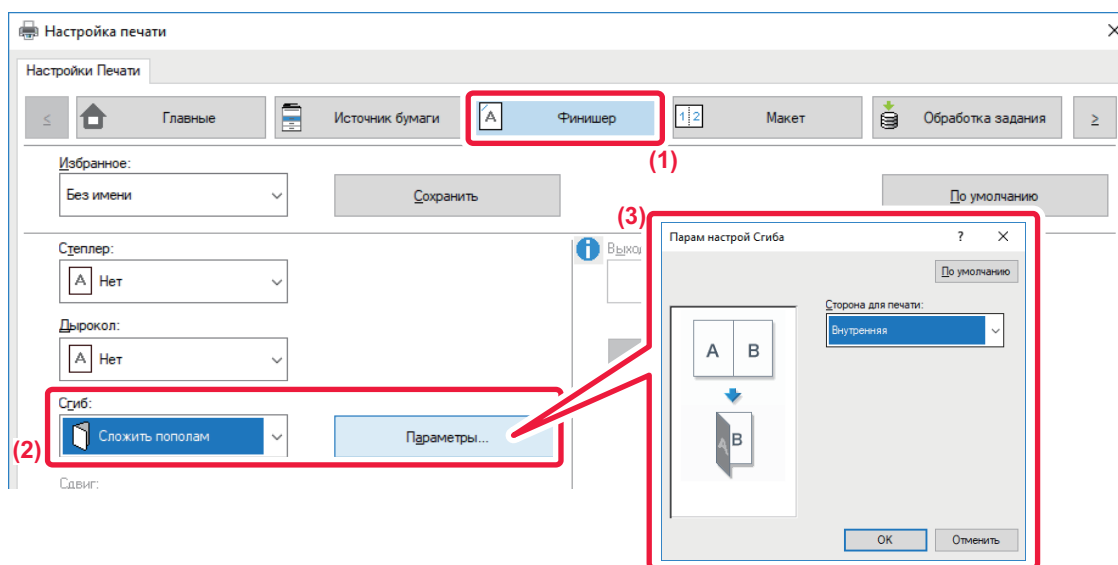 Настройка печати
Настройки Печати
<
Главные
Источник бумаги
A
Финишер
1 2
Макет
Обработка задания
>
(1)
Избранное:
Без имени
Сохранить
По умолчанию
(3)
Степлер:
A Нет
Дырокол:
A Нет
Сгиб:
(2)
Сложить пополам
Параметры...
Сдвиг:
Парам настрой Сгиба
?
По умолчанию
Сторона для печати:
Внутренняя
A B
A B
OK
Отменить